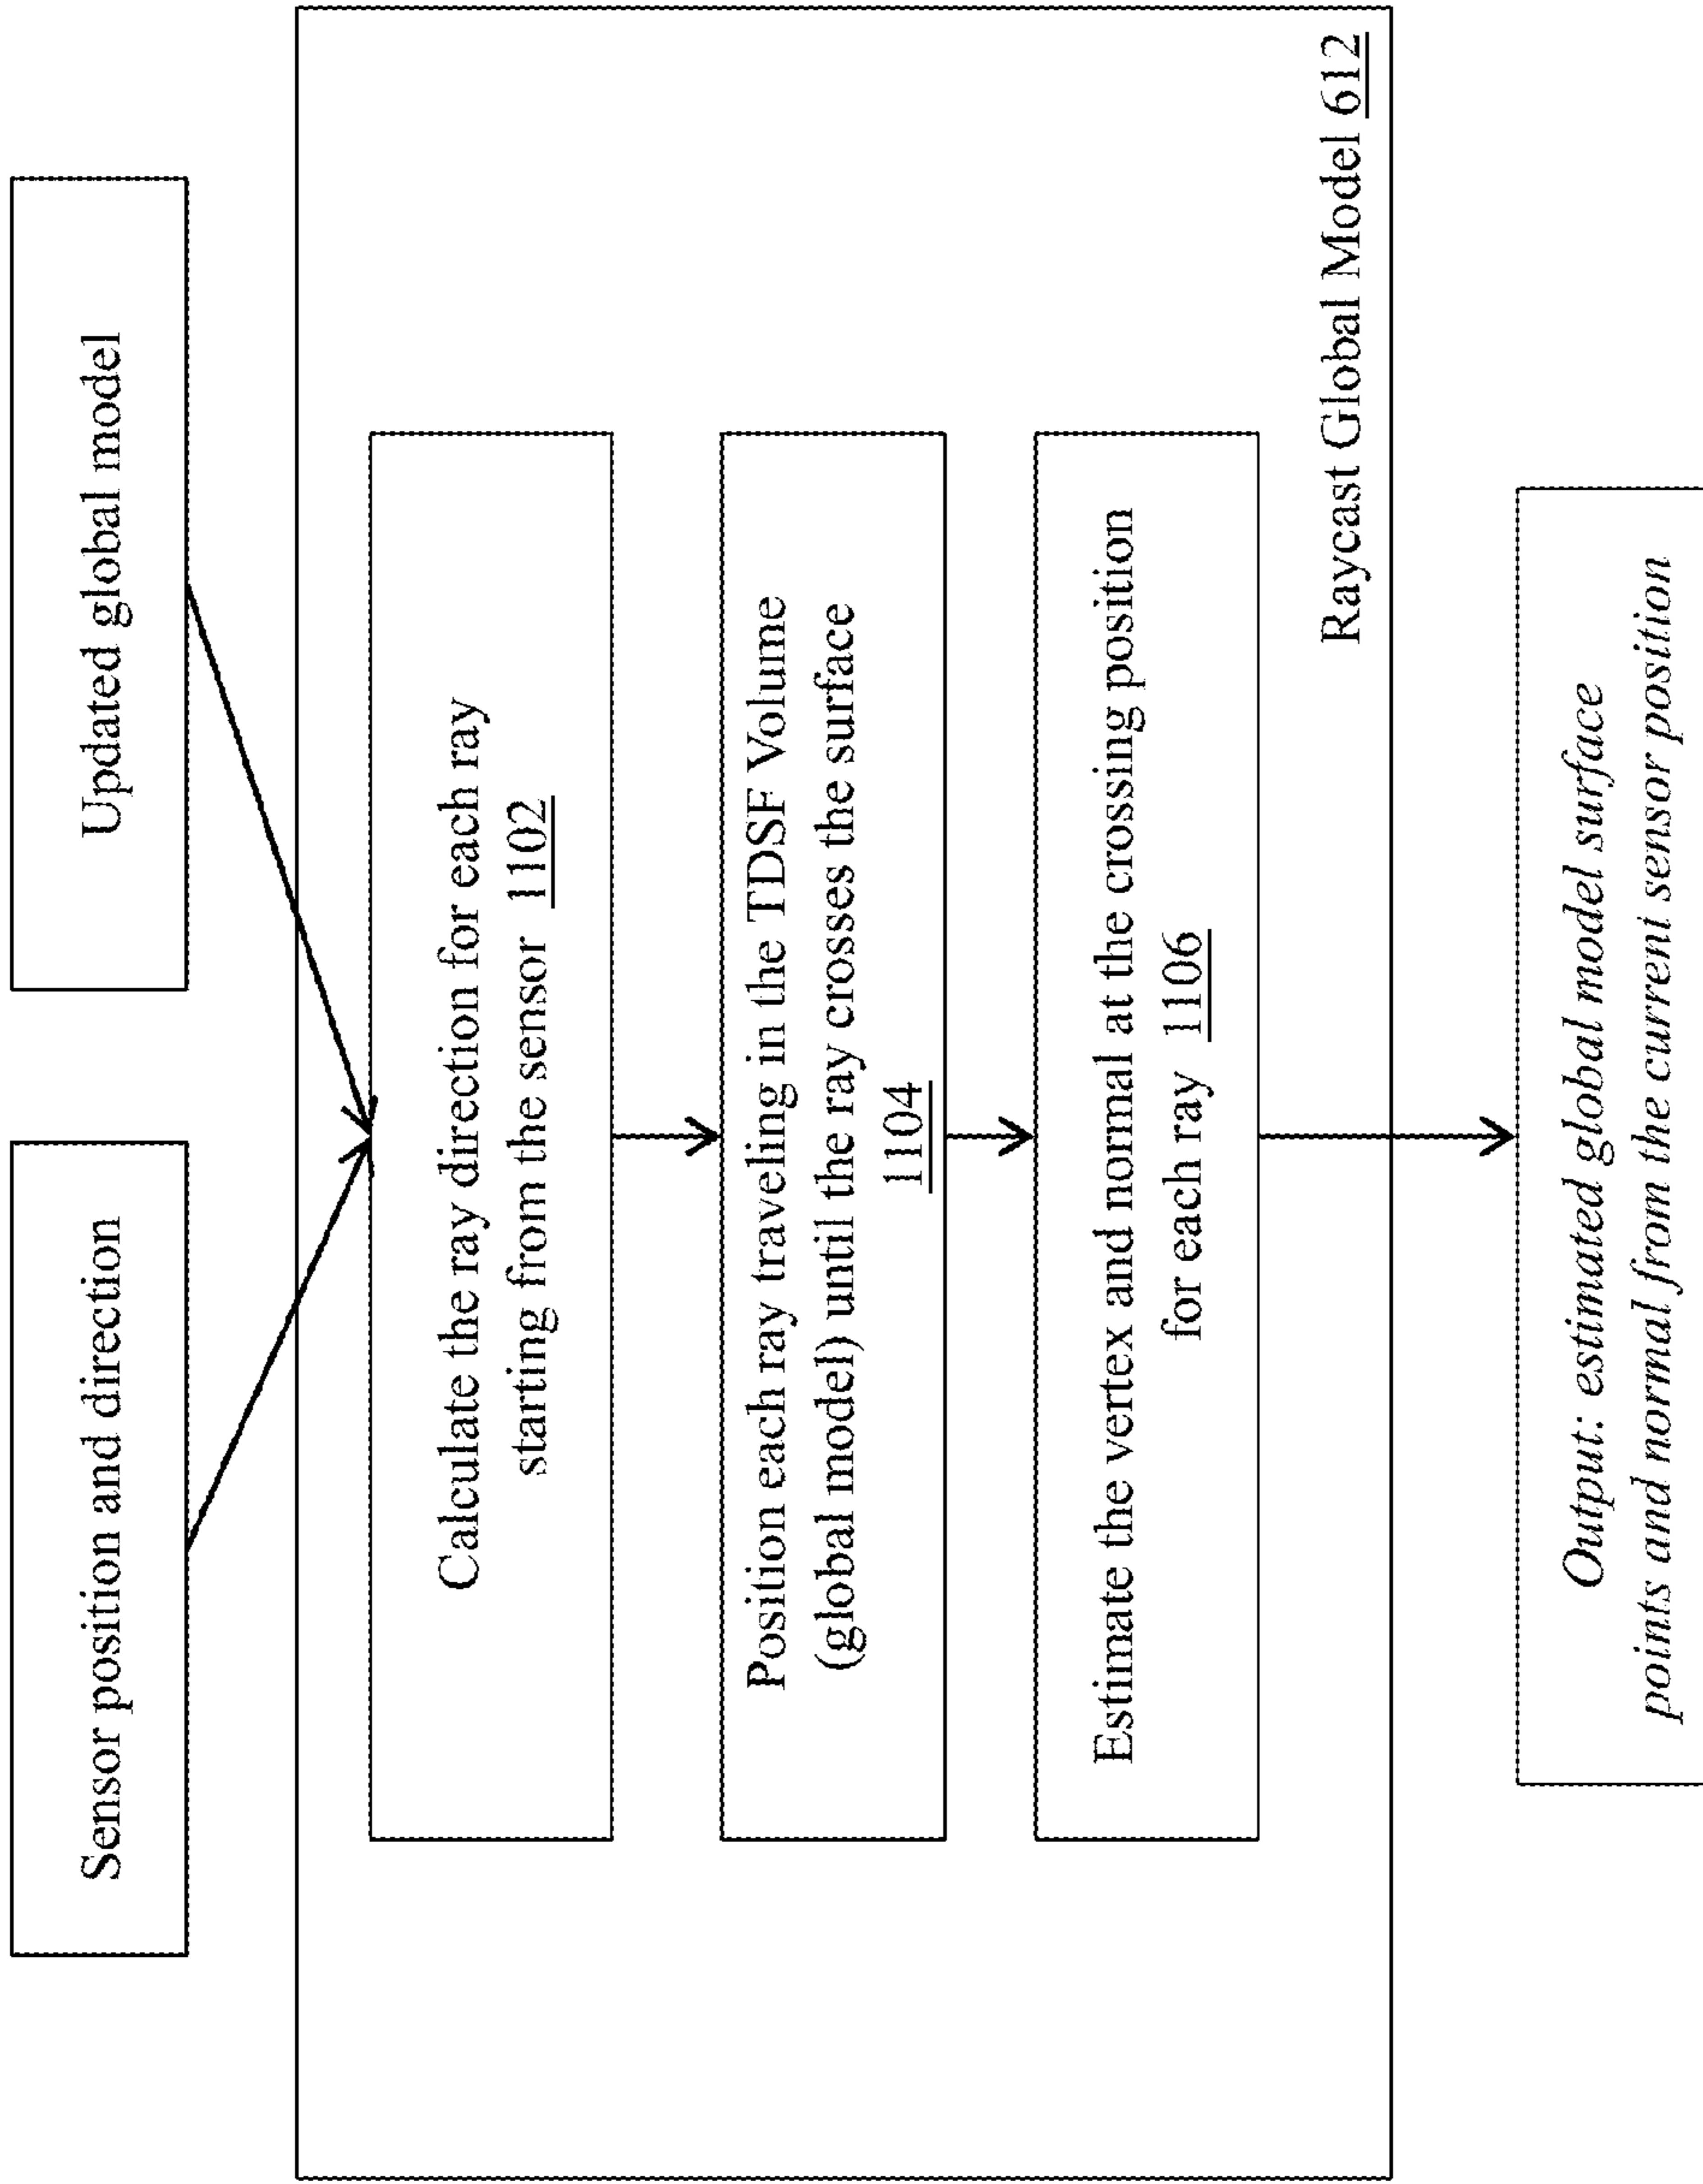 Sensor position and direction
Updated global model
Calculate the ray direction for each ray
starting from the sensor 1102
Position each ray traveling in the TDSF Volume
(global model) until the ray crosses the surface
1104
Estimate the vertex and normal at the crossing position
for each ray 1106
Raycast Global Model 612
Output: estimated global model surface
points and normal from the current sensor position